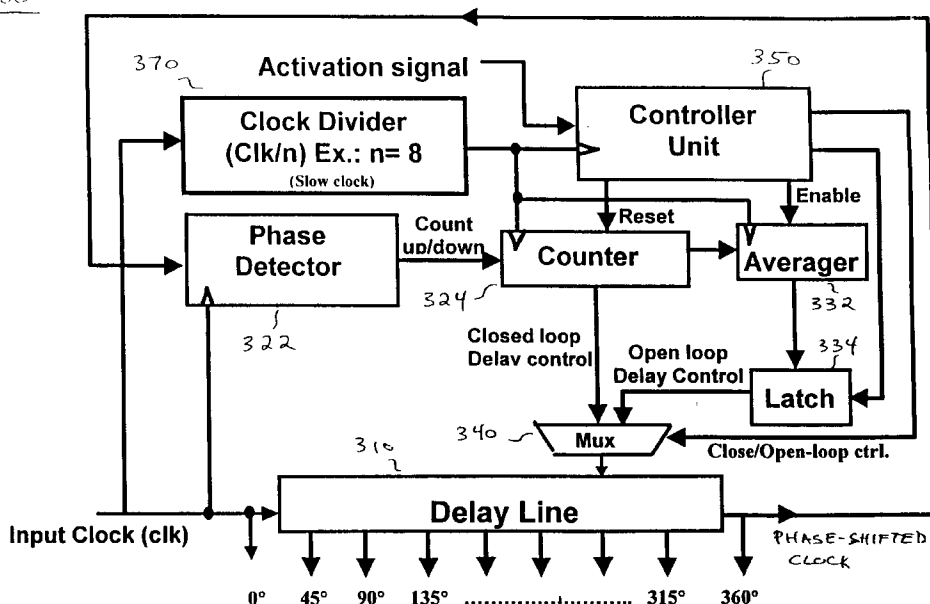 370
Activation signal
350
Clock Divider
(Clk/n) Ex.: n= 8
(Slow clock)
Controller
Unit
Phase
Detector
322
Count
up/down
Reset
Enable
Counter
324
Averager
332
Closed loop
Delay control
Open loop
Delay Control
334
Latch
340
Mux
Close/Open-loop ctrl.
310
Delay Line
Input Clock (clk)
PHASE-SHIFTED
CLOCK
0° 45° 90° 135° ........................... 315° 360°